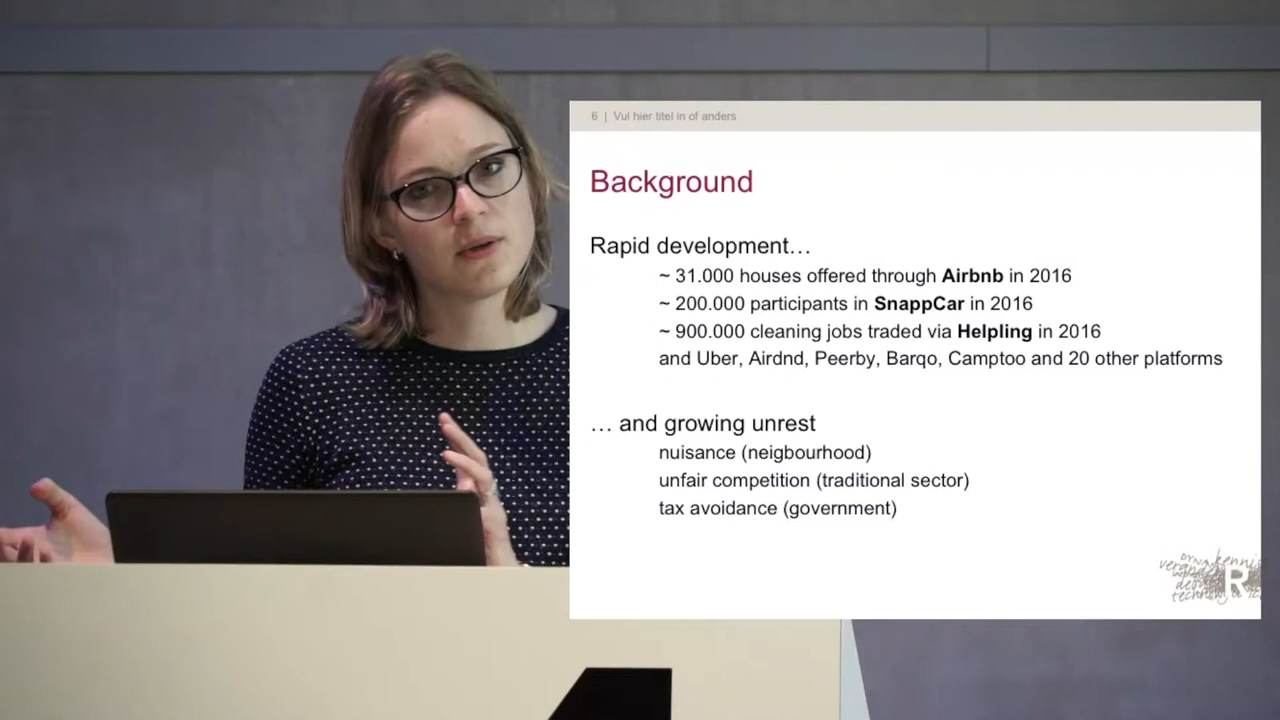 6 | Vul hier titel in of anders
Background
Rapid development…
~ 31.000 houses offered through Airbnb in 2016
~ 200.000 participants in SnappCar in 2016
~ 900.000 cleaning jobs traded via Helpling in 2016
and Uber, Airdnd, Peerby, Barqo, Camptoo and 20 other platforms
… and growing unrest
nuisance (neigbourhood)
unfair competition (traditional sector)
tax avoidance (government)
R